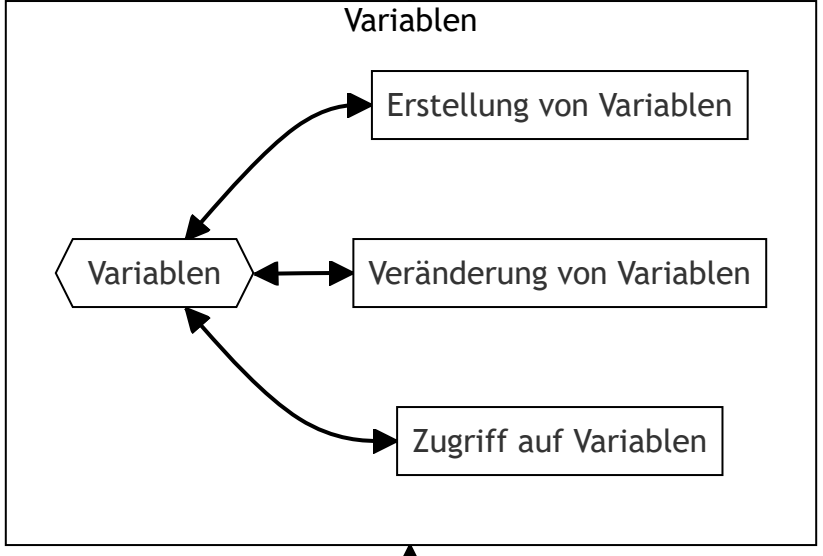 Variablen
Erstellung von Variablen
Variablen
Veränderung von Variablen
Zugriff auf Variablen